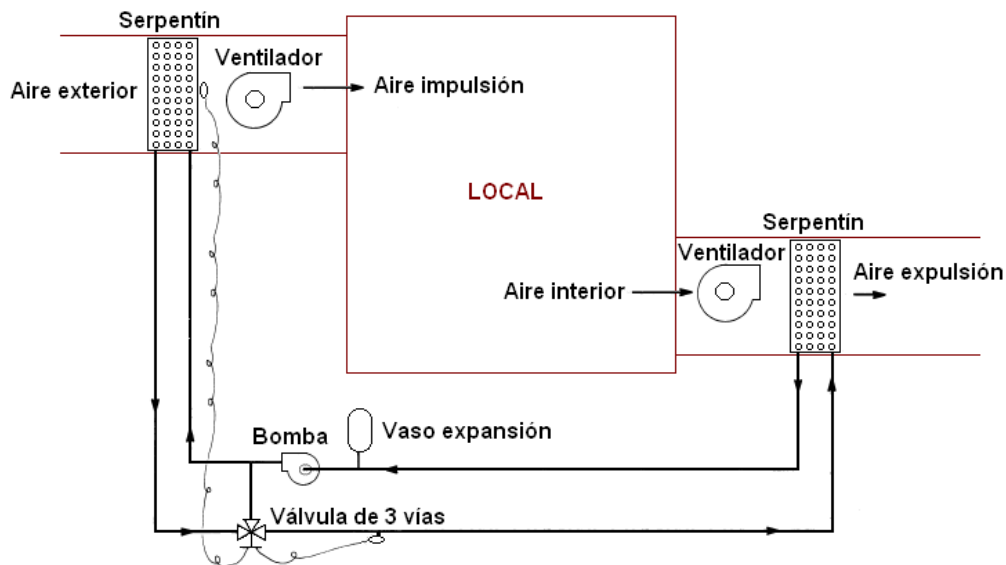 Serpentín
Ventilador
Aire exterior
Aire impulsión
LOCAL
Serpentín
Ventilador
Aire interior
Aire expulsión
Vaso expansión
Bomba
Válvula de 3 vías